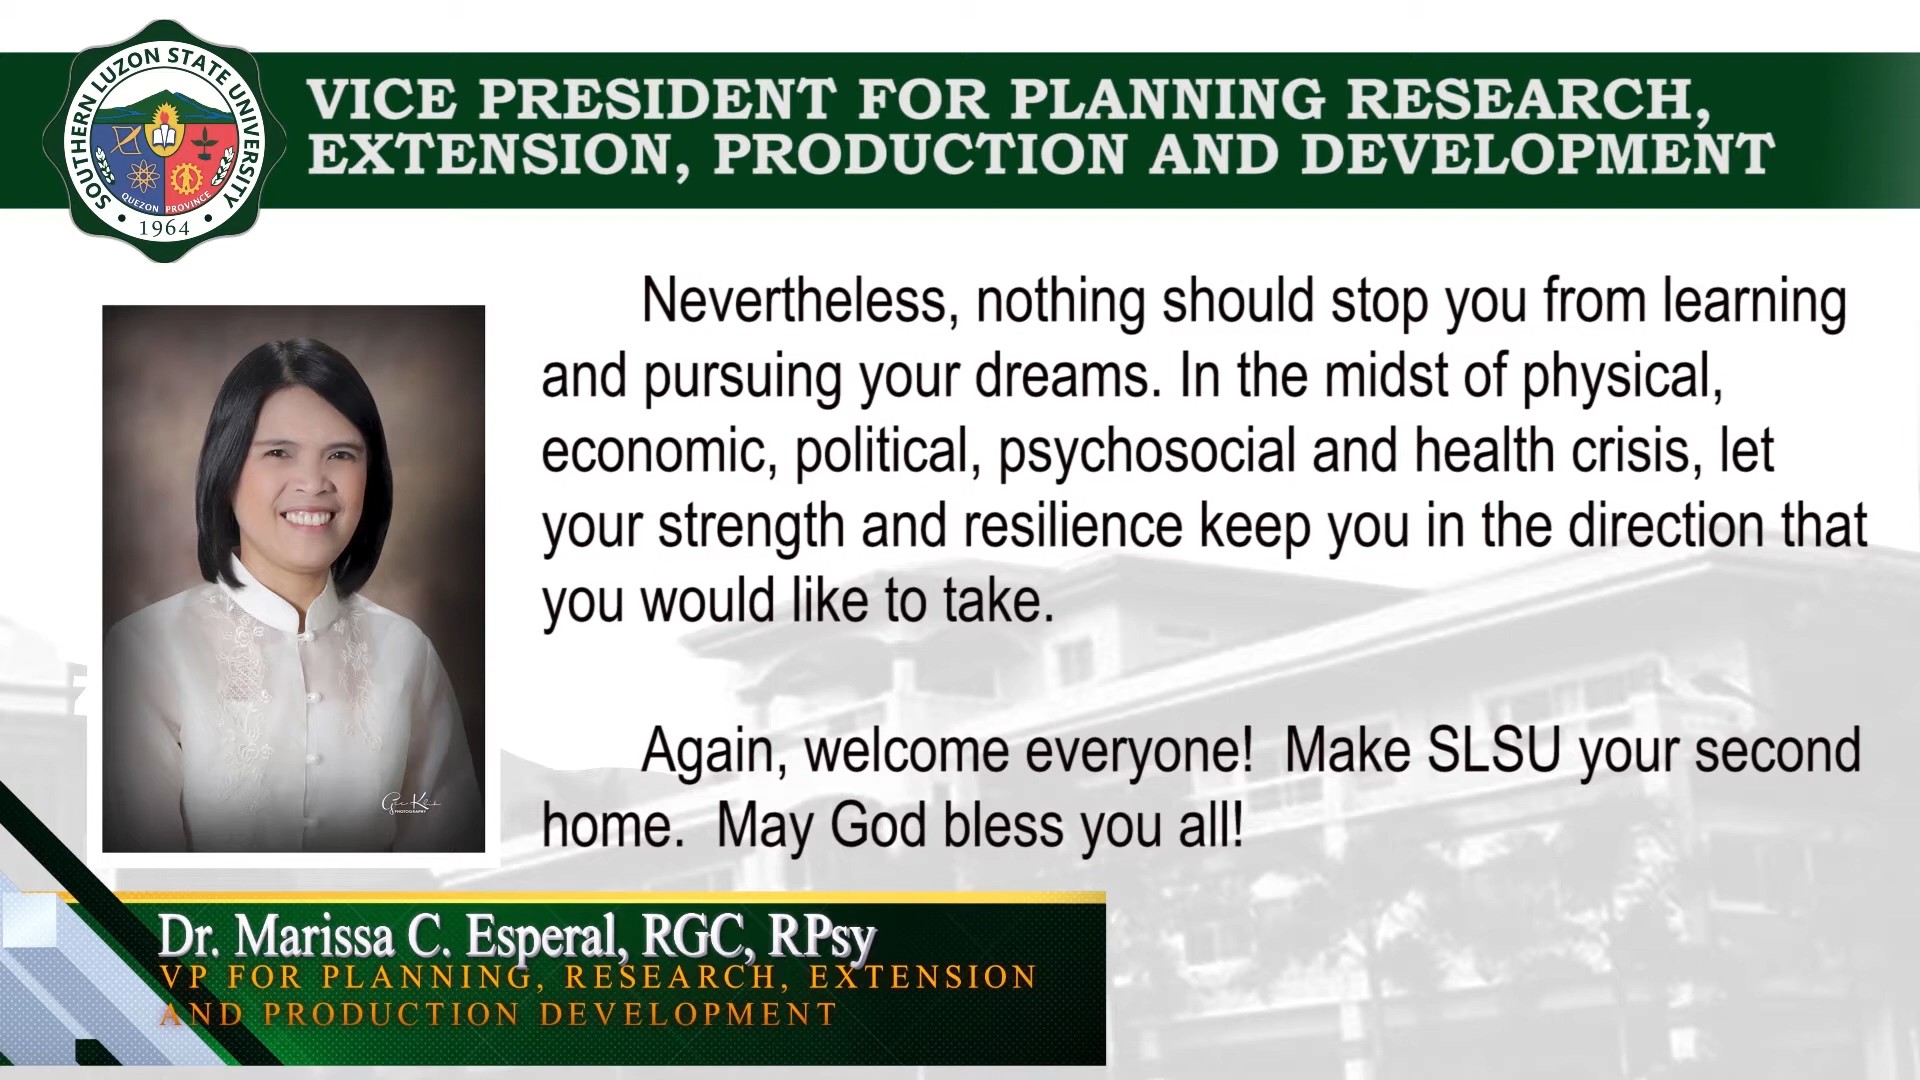 SOUTHERN LUZON STATE UNIVERSITY
QUEZON PROVINCE
• 1964 •
VICE PRESIDENT FOR PLANNING RESEARCH,
EXTENSION, PRODUCTION AND DEVELOPMENT
Nevertheless, nothing should stop you from learning
and pursuing your dreams. In the midst of physical,
economic, political, psychosocial and health crisis, let
your strength and resilience keep you in the direction that
you would like to take.
Again, welcome everyone!  Make SLSU your second
home.  May God bless you all!
PHOTOGRAPHY
Dr. Marissa C. Esperal, RGC, RPsy
VP FOR PLANNING, RESEARCH, EXTENSION
AND PRODUCTION DEVELOPMENT